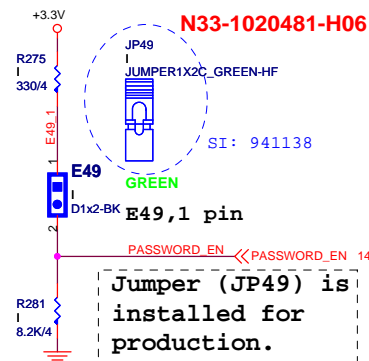 +3.3V
N33-1020481-H06
JP49
I
JUMPER1X2C_GREEN-HF
R275
I
330/4
E49_1
SI: 941138
1
E49
I
D1x2-BK
GREEN
E49,1 pin
2
PASSWORD_EN
PASSWORD_EN 14
R281
I
8.2K/4
Jumper (JP49) is
installed for
production.